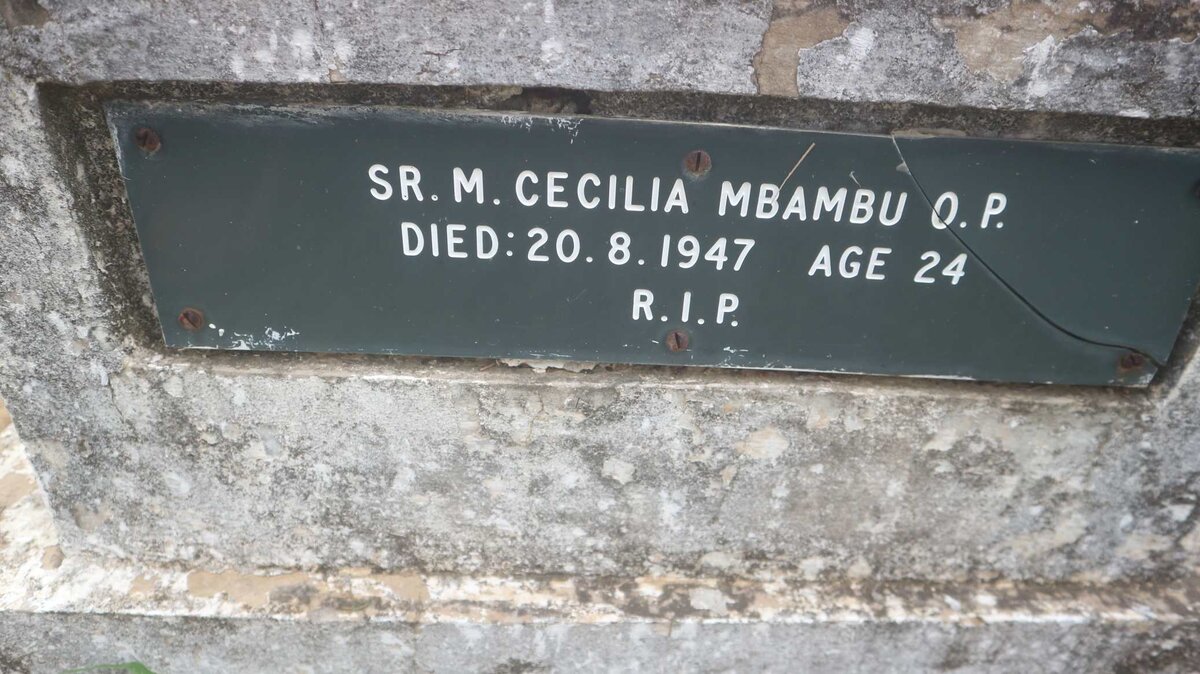 SR. M. CECILIA MBAMBU O.P.
DIED: 20. 8. 1947 AGE 24
R.I.P.